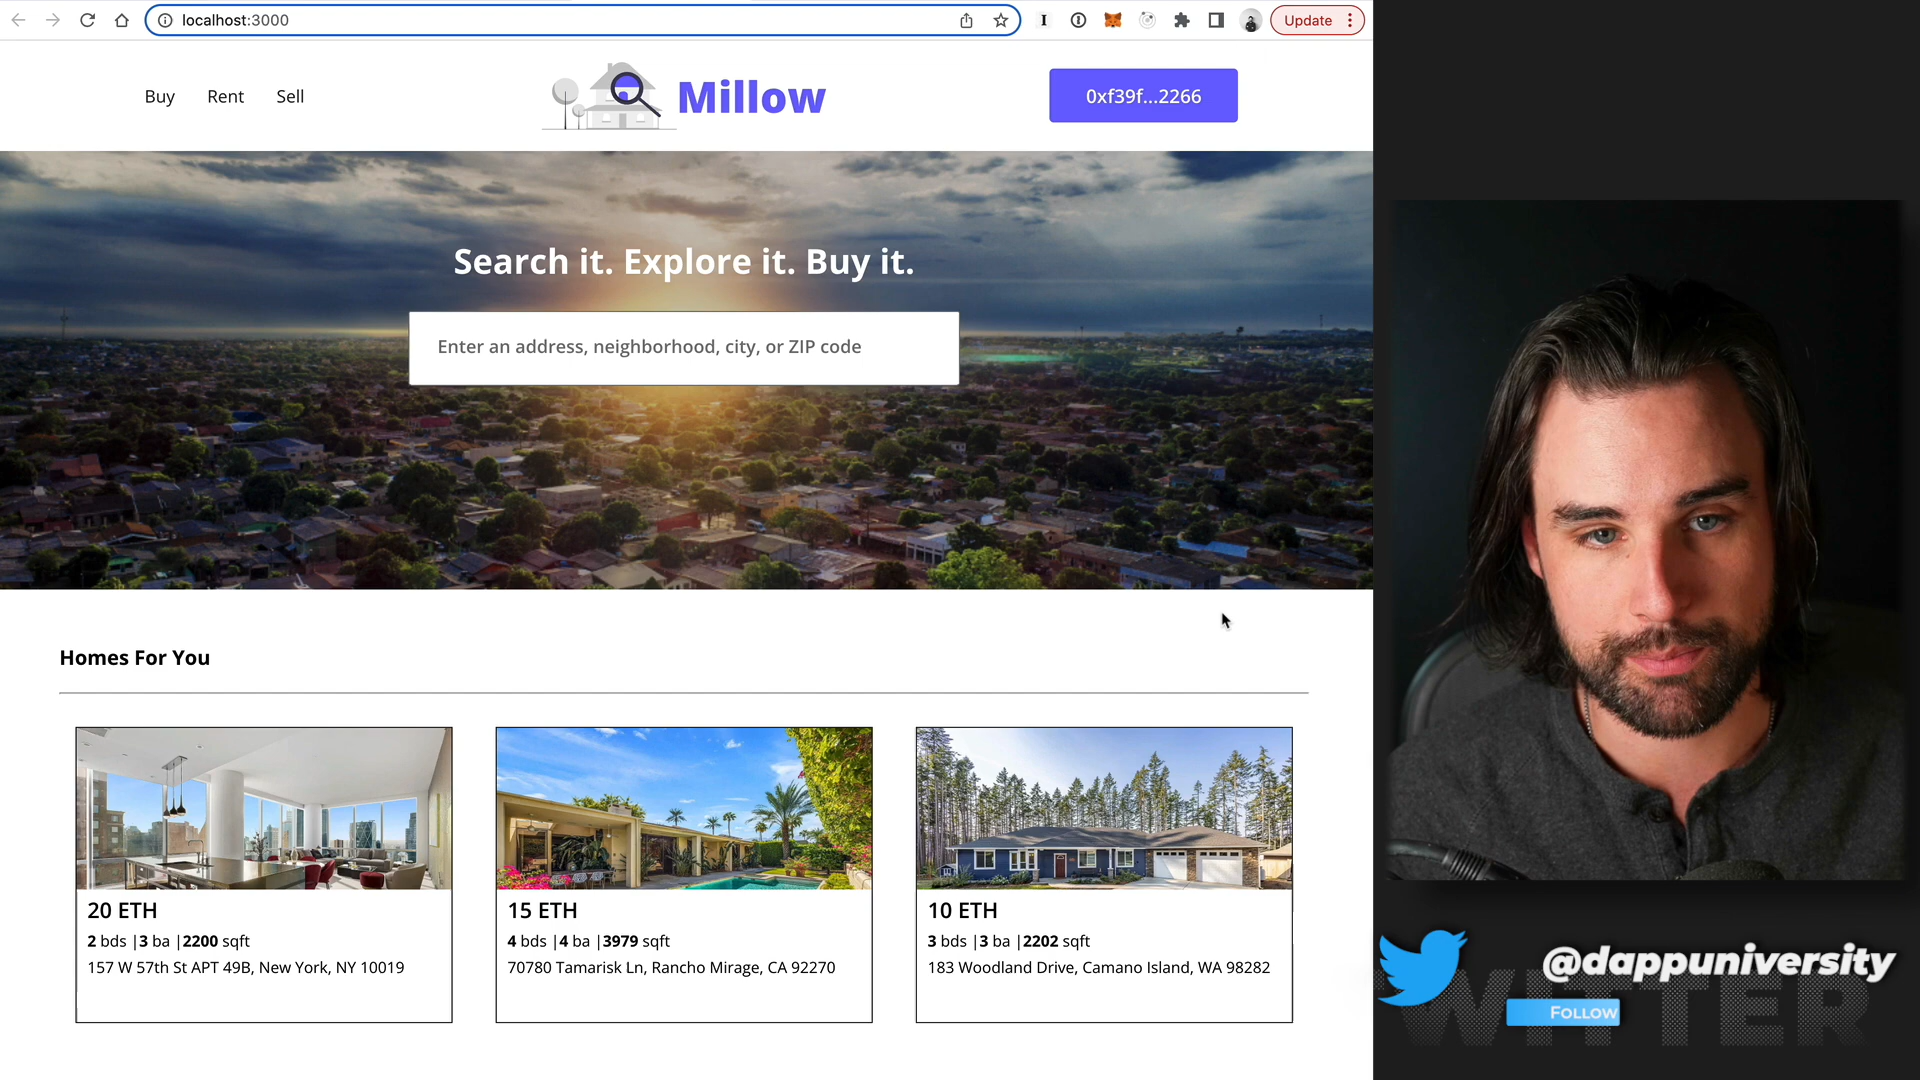 localhost:3000
Update
Buy Rent Sell
Millow
0xf39f...2266
Search it. Explore it. Buy it.
Enter an address, neighborhood, city, or ZIP code
Homes For You
20 ETH
2 bds |3 ba |2200 sqft
157 W 57th St APT 49B, New York, NY 10019
15 ETH
4 bds |4 ba |3979 sqft
70780 Tamarisk Ln, Rancho Mirage, CA 92270
10 ETH
3 bds |3 ba |2202 sqft
183 Woodland Drive, Camano Island, WA 98282
@dappuniversity
FOLLOW
WITTER